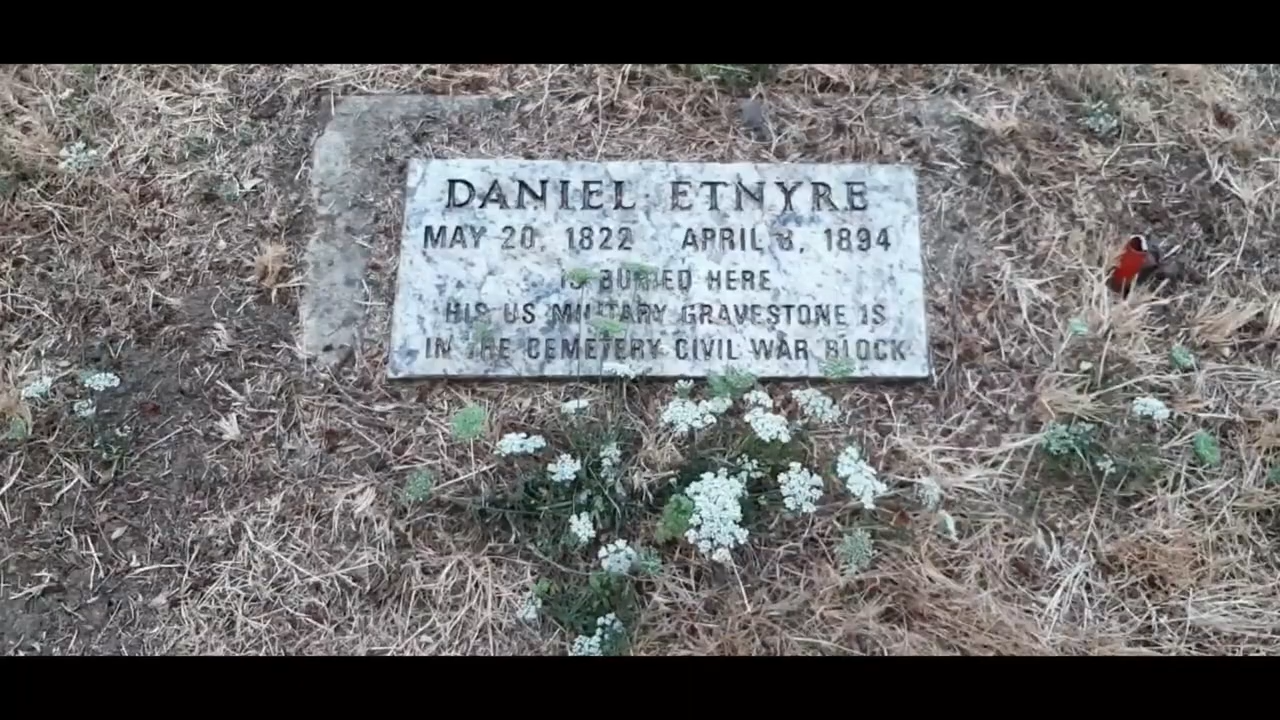 DANIEL ETNYRE
MAY 20, 1822 APRIL 8, 1894
IS BURIED HERE
HIS US MILITARY GRAVESTONE IS
IN THE CEMETERY CIVIL WAR BLOCK